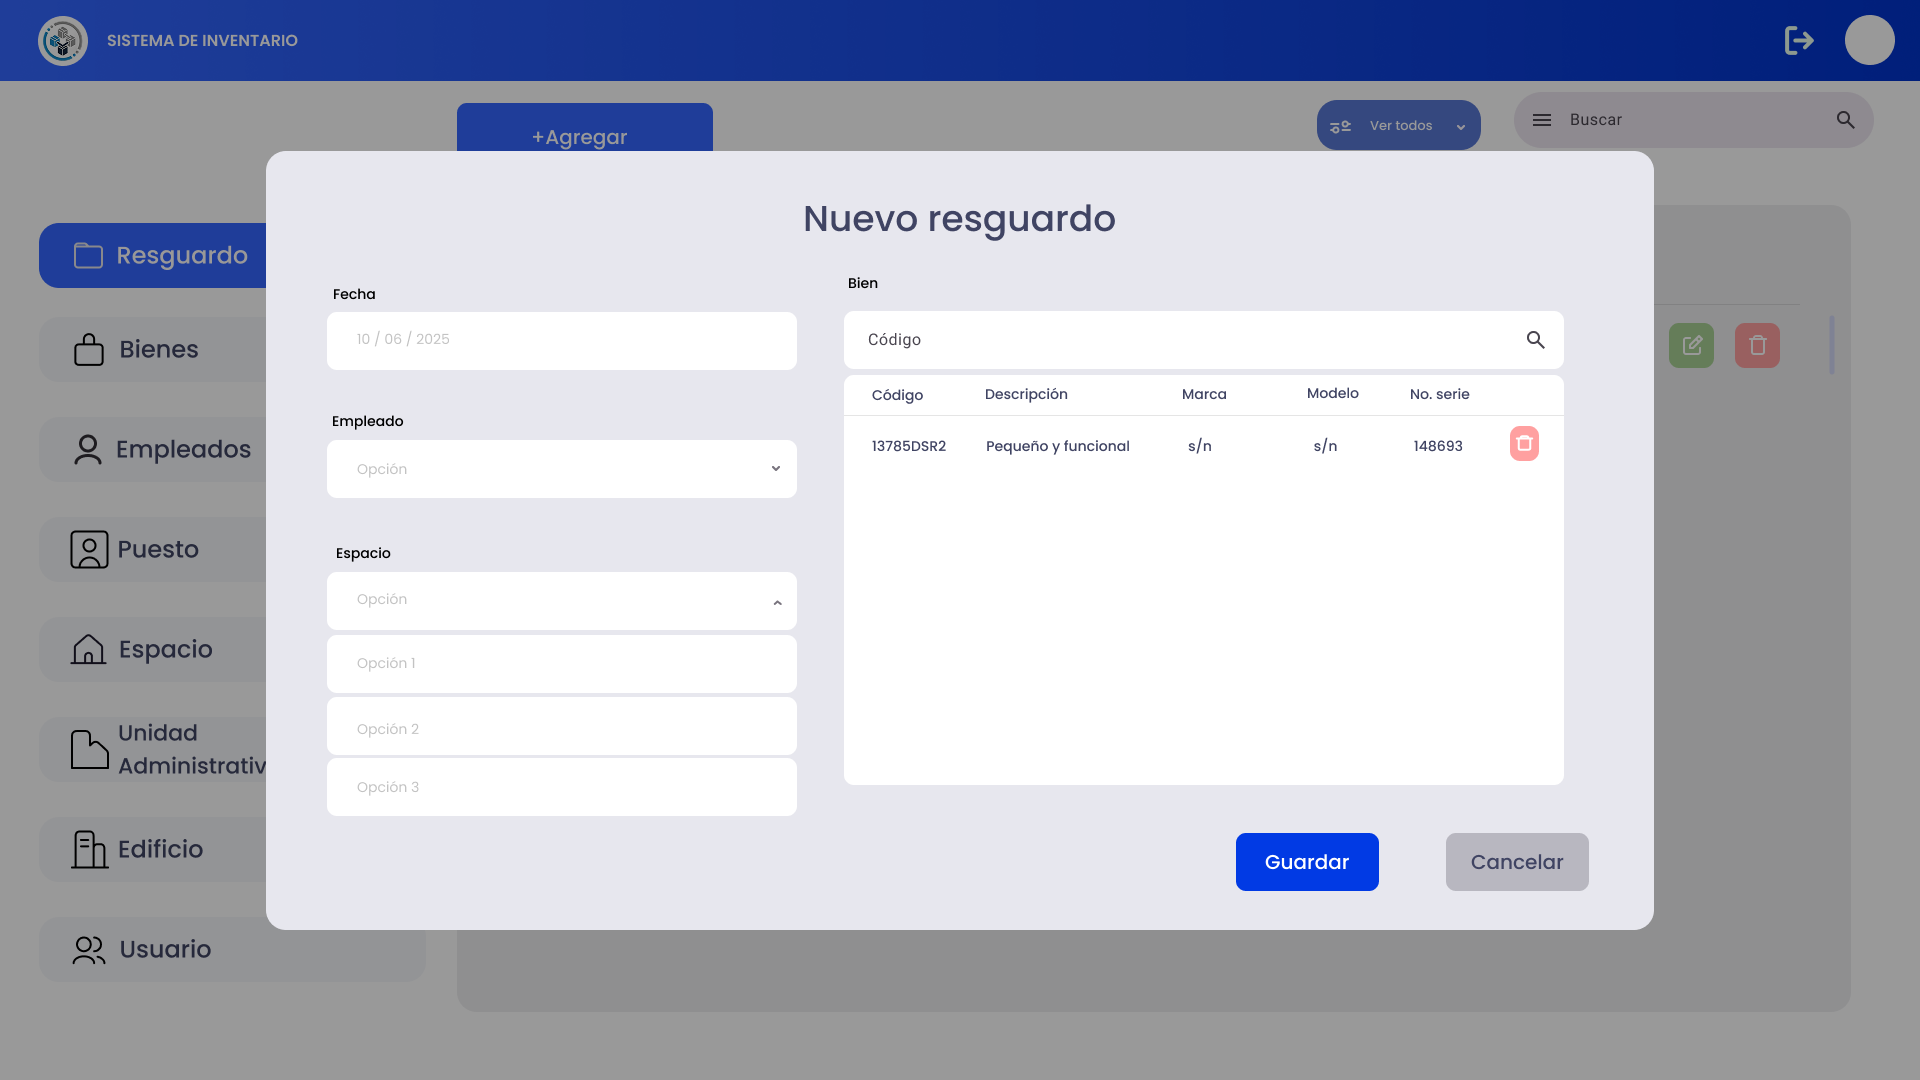 SISTEMA DE INVENTARIO
+Agregar
Ver todos
Buscar
Resguardo
Bienes
Empleados
Puesto
Espacio
Unidad
Administrativ
Edificio
Usuario
Nuevo resguardo
Fecha
10 / 06 / 2025
Empleado
Opción
Espacio
Opción
Opción 1
Opción 2
Opción 3
Bien
Código
Código Descripción Marca Modelo No. serie
13785DSR2 Pequeño y funcional s/n s/n 148693
Guardar Cancelar